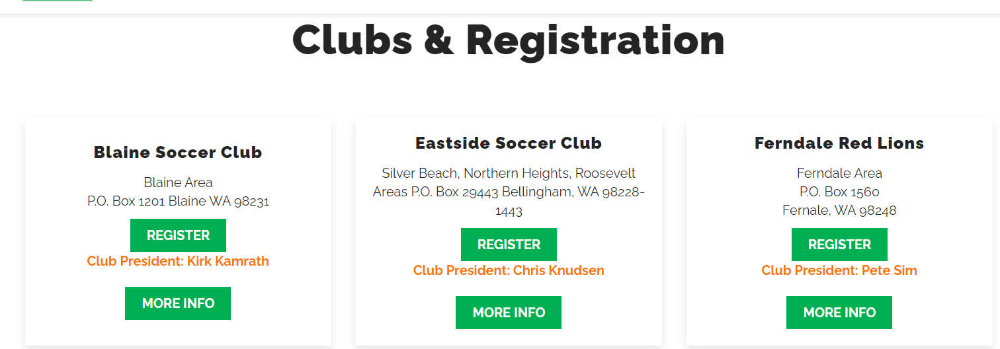 Clubs & Registration
Blaine Soccer Club
Blaine Area
P.O. Box 1201 Blaine WA 98231
REGISTER
Club President: Kirk Kamrath
MORE INFO
Eastside Soccer Club
Silver Beach, Northern Heights, Roosevelt
Areas P.O. Box 29443 Bellingham, WA 98228-
1443
REGISTER
Club President: Chris Knudsen
MORE INFO
Ferndale Red Lions
Ferndale Area
P.O. Box 1560
Fernale, WA 98248
REGISTER
Club President: Pete Sim
MORE INFO